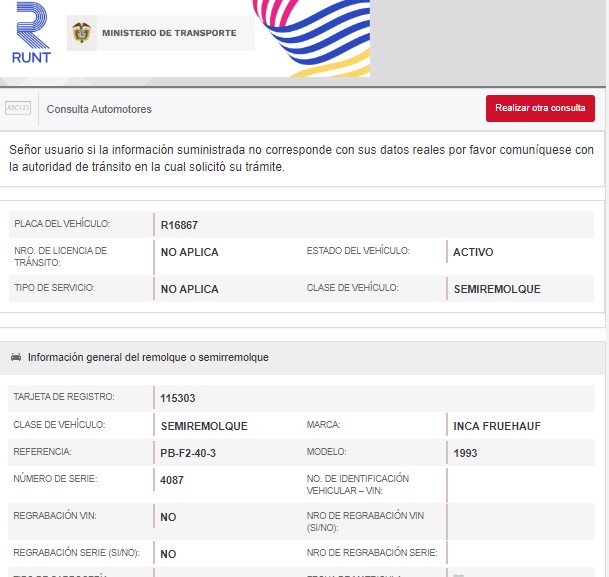 RUNT
MINISTERIO DE TRANSPORTE
ABC123
Consulta Automotores
Realizar otra consulta
Señor usuario si la información suministrada no corresponde con sus datos reales por favor comuníquese con
la autoridad de tránsito en la cual solicitó su trámite.
PLACA DEL VEHÍCULO: R16867
NRO. DE LICENCIA DE
TRÁNSITO: NO APLICA ESTADO DEL VEHÍCULO: ACTIVO
TIPO DE SERVICIO: NO APLICA CLASE DE VEHÍCULO: SEMIREMOLQUE
Información general del remolque o semirremolque
TARJETA DE REGISTRO: 115303
CLASE DE VEHÍCULO: SEMIREMOLQUE MARCA: INCA FRUEHAUF
REFERENCIA: PB-F2-40-3 MODELO: 1993
NÚMERO DE SERIE: 4087 NO. DE IDENTIFICACIÓN
VEHICULAR – VIN:
REGRABACIÓN VIN: NO NRO DE REGRABACIÓN VIN
(SI/NO):
REGRABACIÓN SERIE (SI/NO): NO NRO DE REGRABACIÓN SERIE: